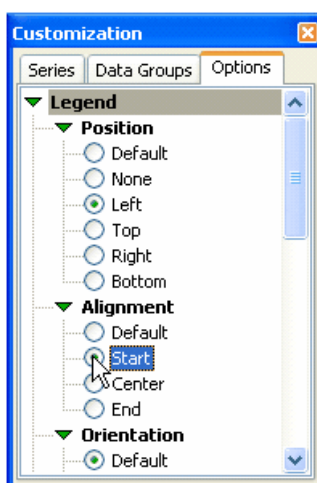 Customization
Series Data Groups Options
Legend
Position
Default
None
Left
Top
Right
Bottom
Alignment
Default
Start
Center
End
Orientation
Default